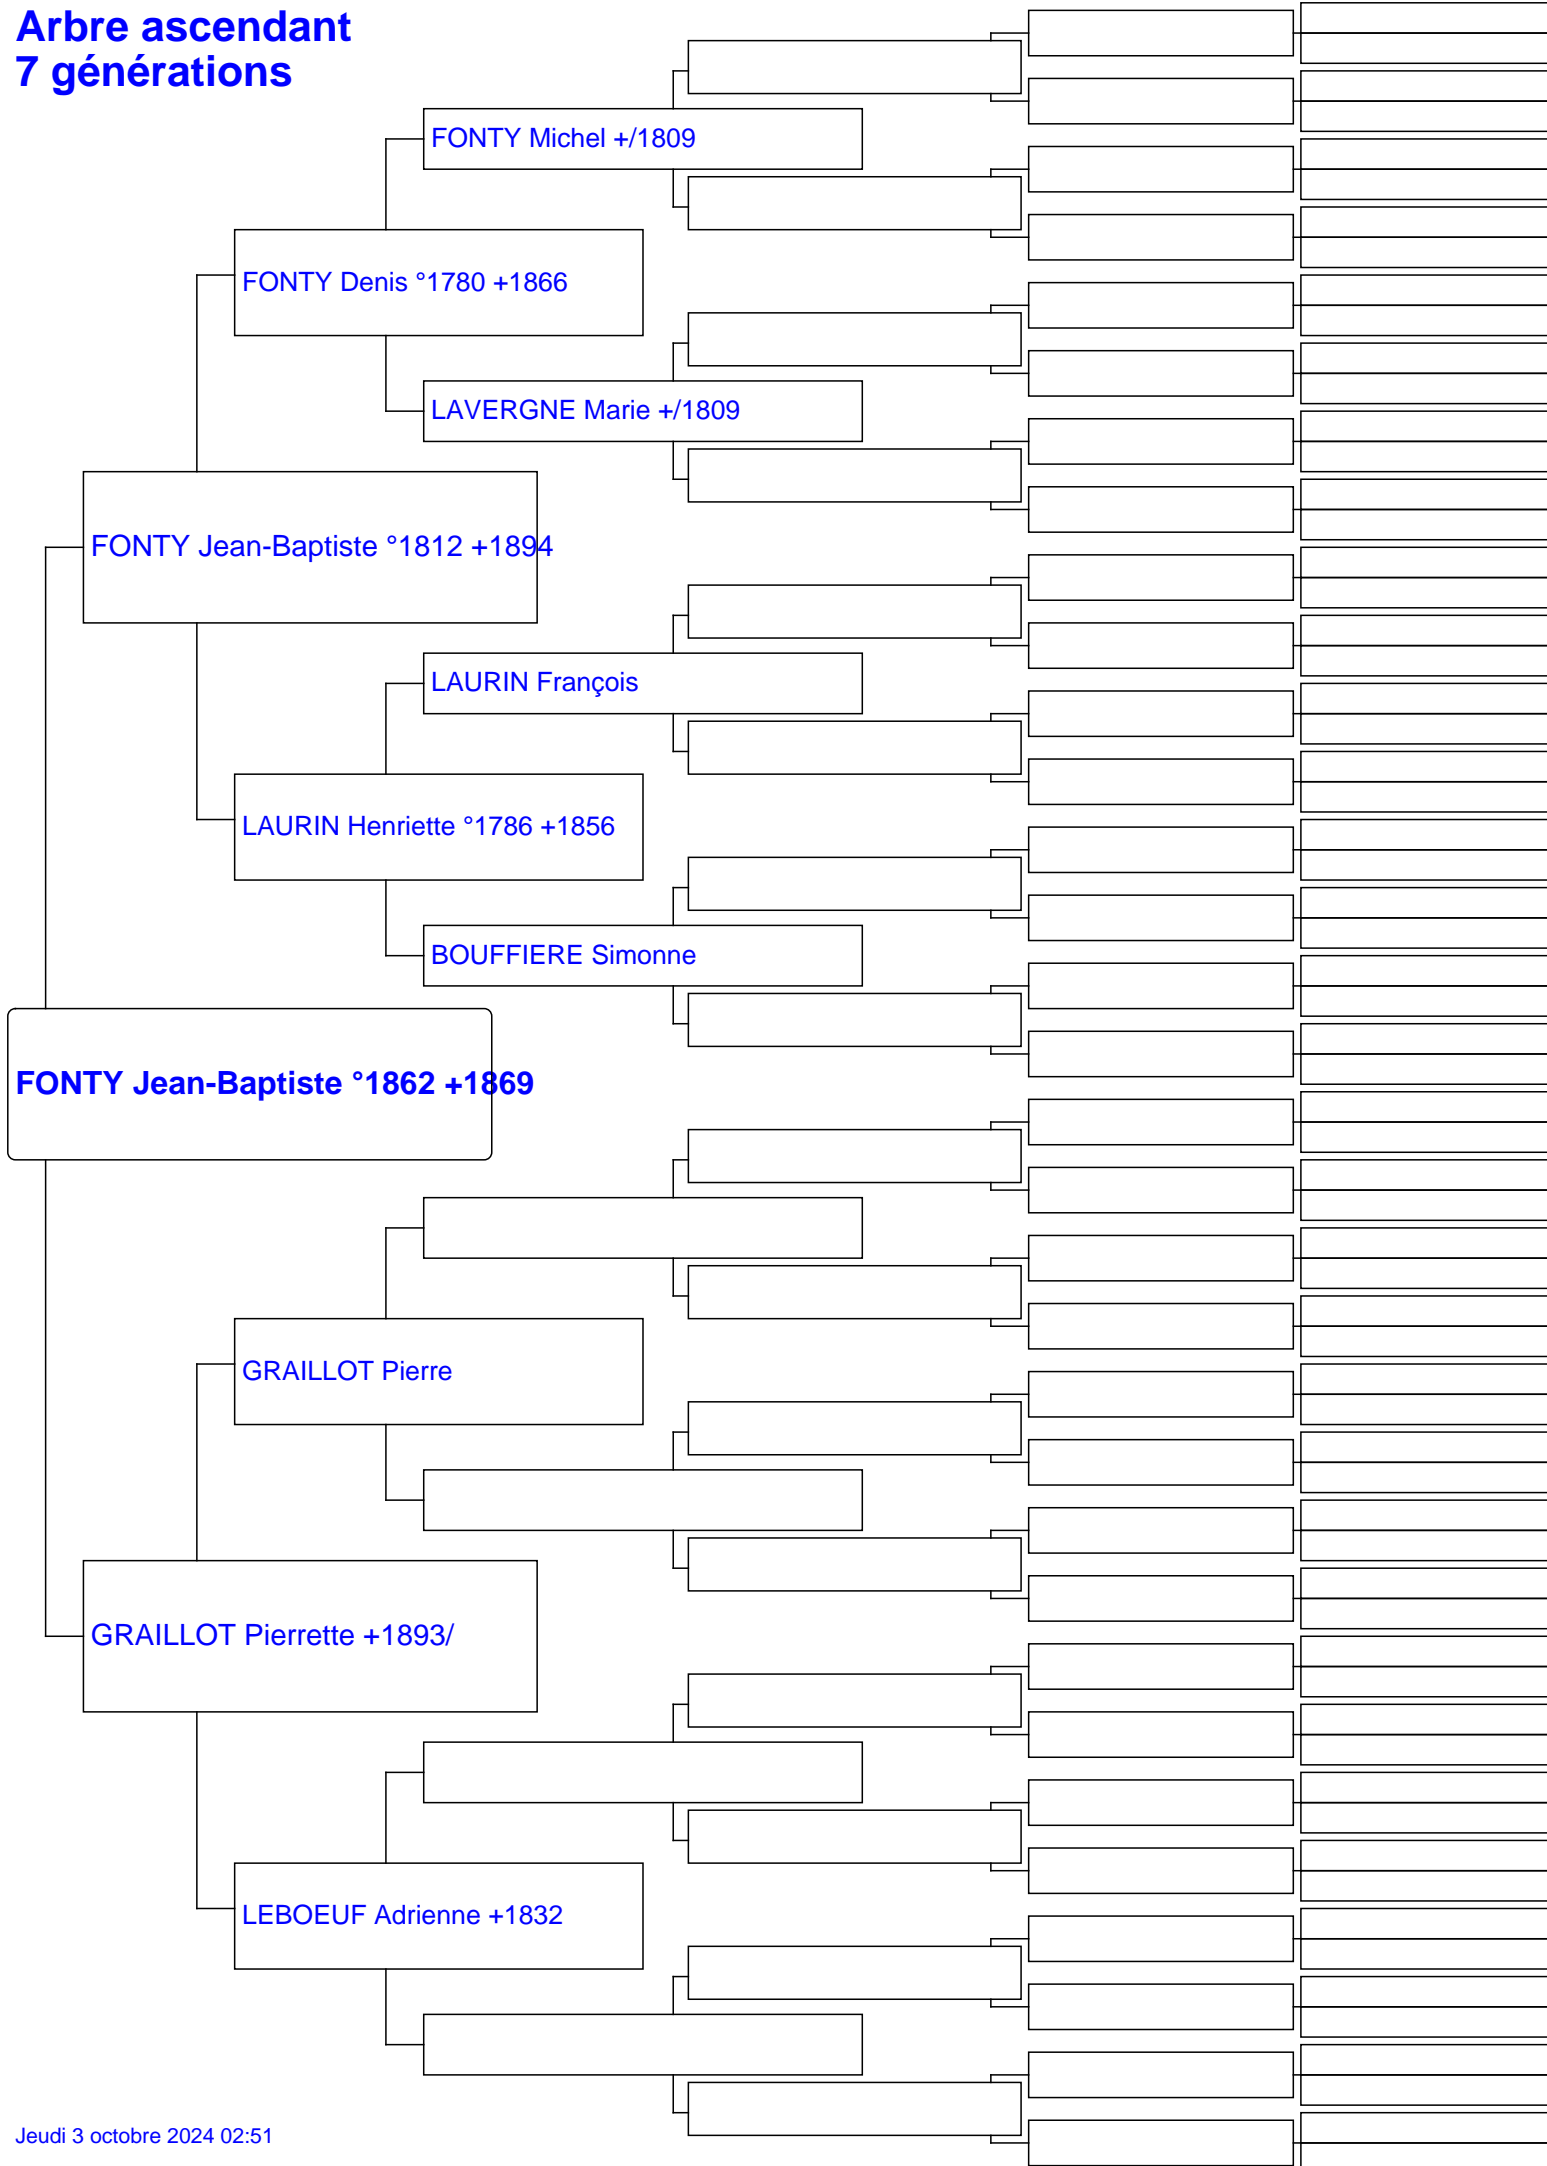 Arbre ascendant
7 générations
FONTY Michel +/1809
FONTY Denis °1780 +1866
LAVERGNE Marie +/1809
FONTY Jean-Baptiste °1812 +1894
LAURIN François
LAURIN Henriette °1786 +1856
BOUFFIERE Simonne
FONTY Jean-Baptiste °1862 +1869
GRAILLOT Pierre
GRAILLOT Pierrette +1893/
LEBOEUF Adrienne +1832
Jeudi 3 octobre 2024 02:51